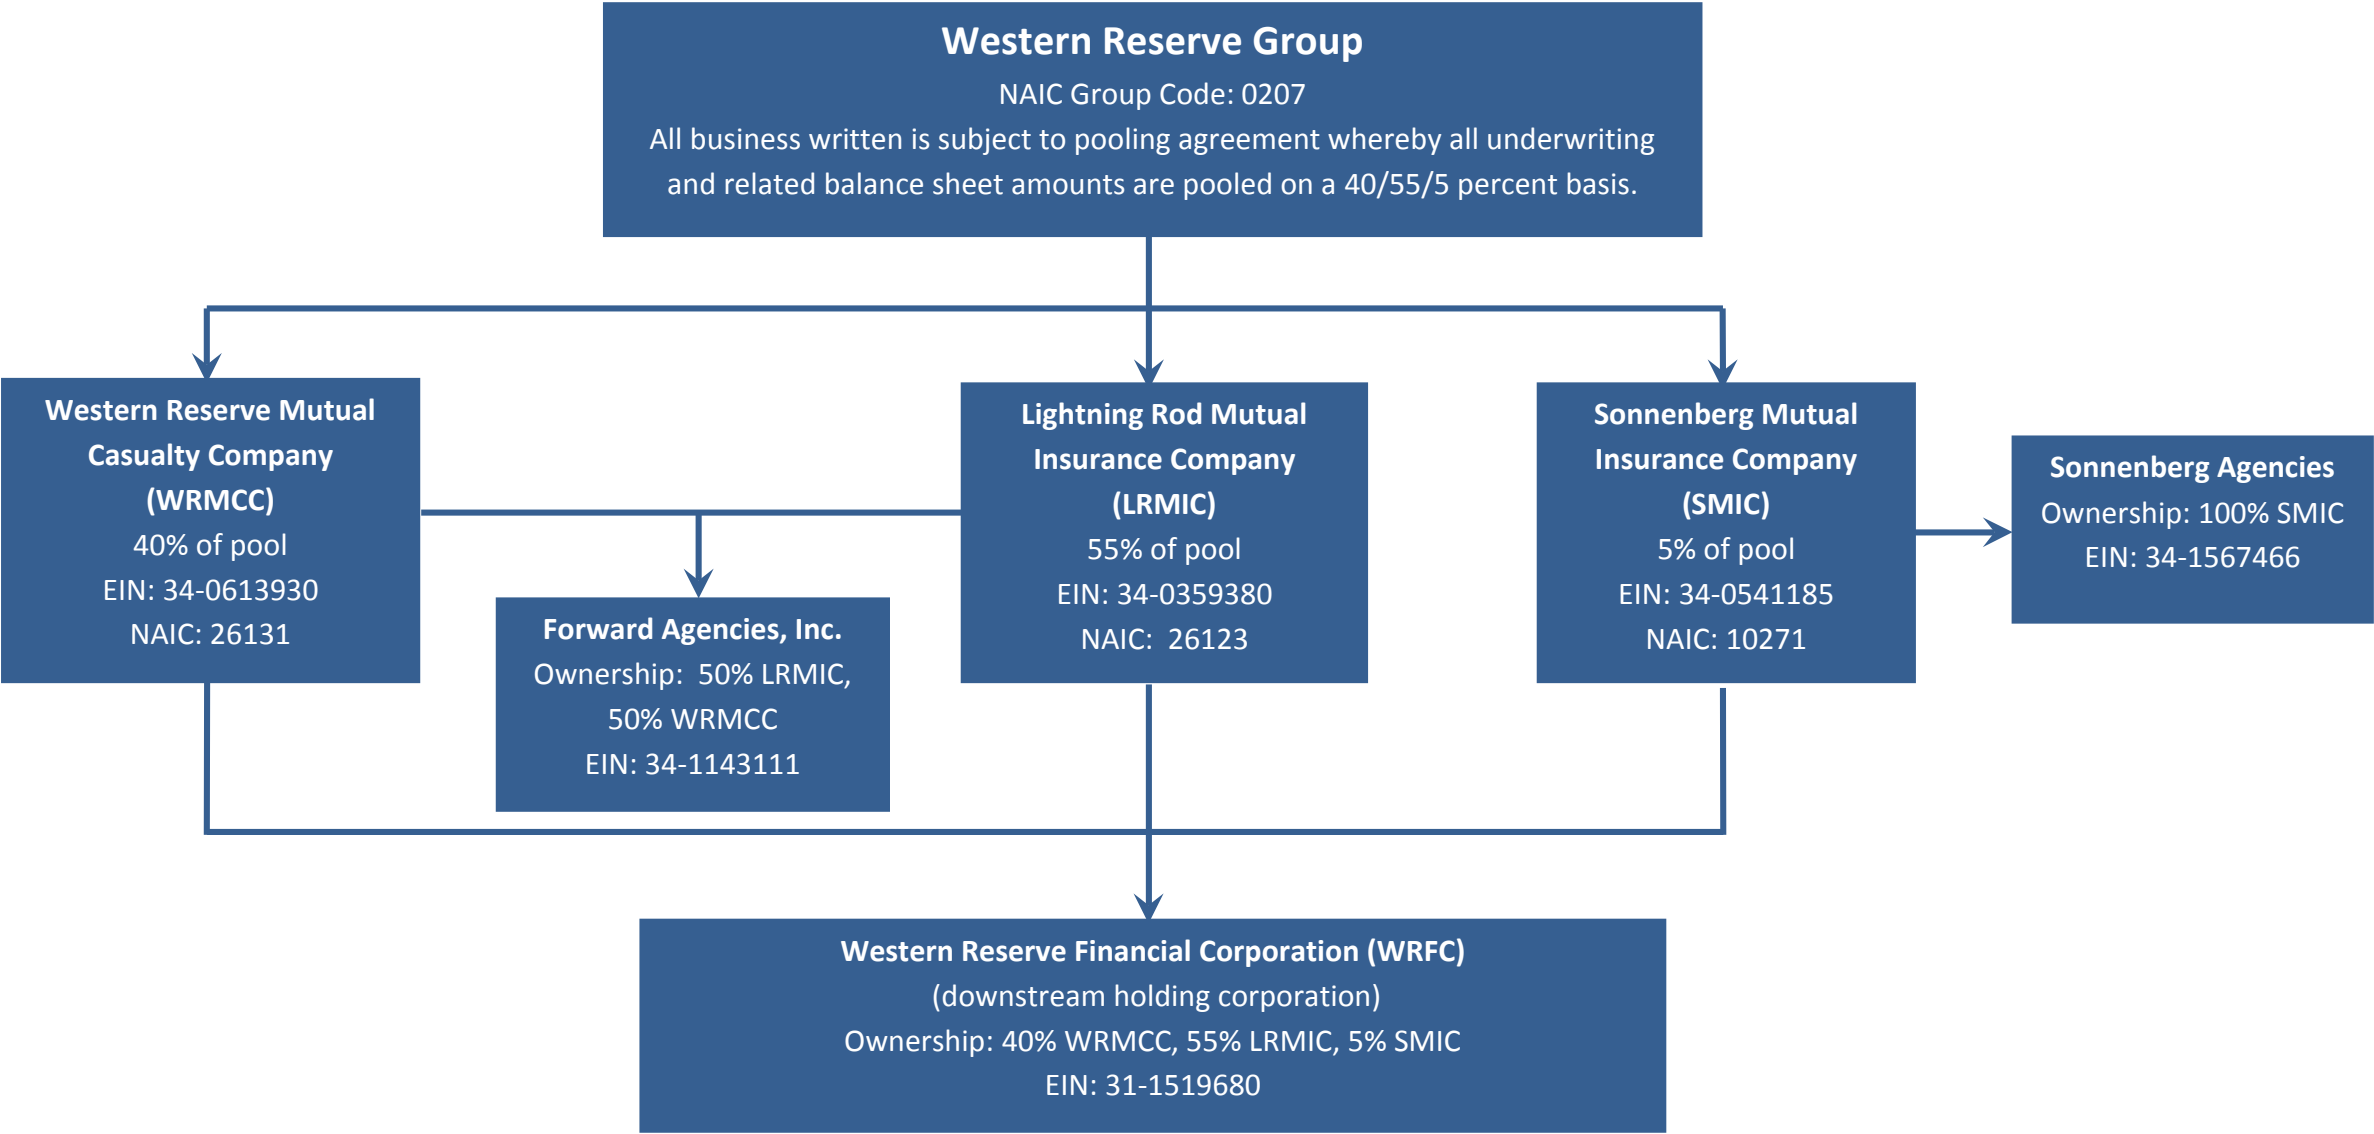 Western Reserve Group
NAIC Group Code: 0207
All business written is subject to pooling agreement whereby all underwriting
and related balance sheet amounts are pooled on a 40/55/5 percent basis.
Western Reserve Mutual
Casualty Company
(WRMCC)
40% of pool
EIN: 34-0613930
NAIC: 26131
Forward Agencies, Inc.
Ownership:  50% LRMIC,
50% WRMCC
EIN: 34-1143111
Lightning Rod Mutual
Insurance Company
(LRMIC)
55% of pool
EIN: 34-0359380
NAIC:  26123
Sonnenberg Mutual
Insurance Company
(SMIC)
5% of pool
EIN: 34-0541185
NAIC: 10271
Sonnenberg Agencies
Ownership: 100% SMIC
EIN: 34-1567466
Western Reserve Financial Corporation (WRFC)
(downstream holding corporation)
Ownership: 40% WRMCC, 55% LRMIC, 5% SMIC
EIN: 31-1519680